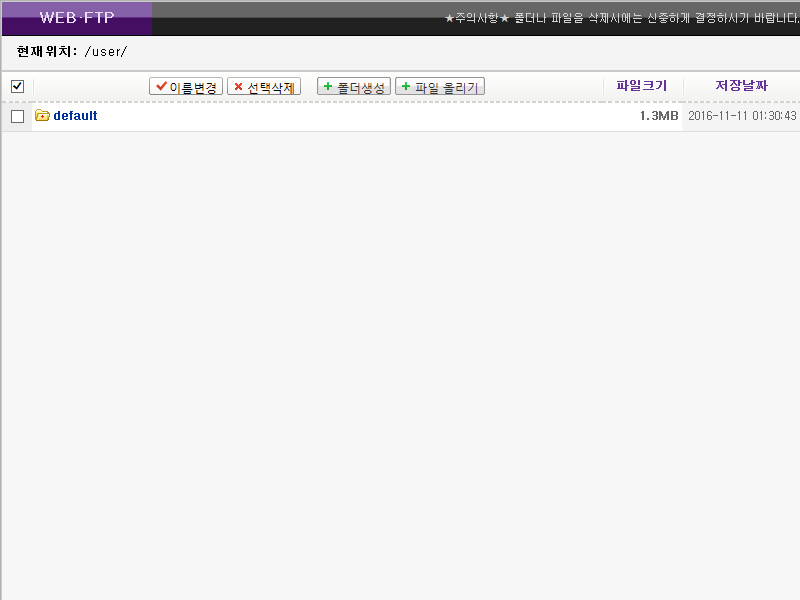 WEB·FTP
★주의사항★ 폴더나 파일을 삭제시에는 신중하게 결정하시기 바랍니다.
현재위치: /user/
이름변경 선택삭제 폴더생성 파일 올리기 파일크기 저장날짜
default 1.3MB 2016-11-11 01:30:43